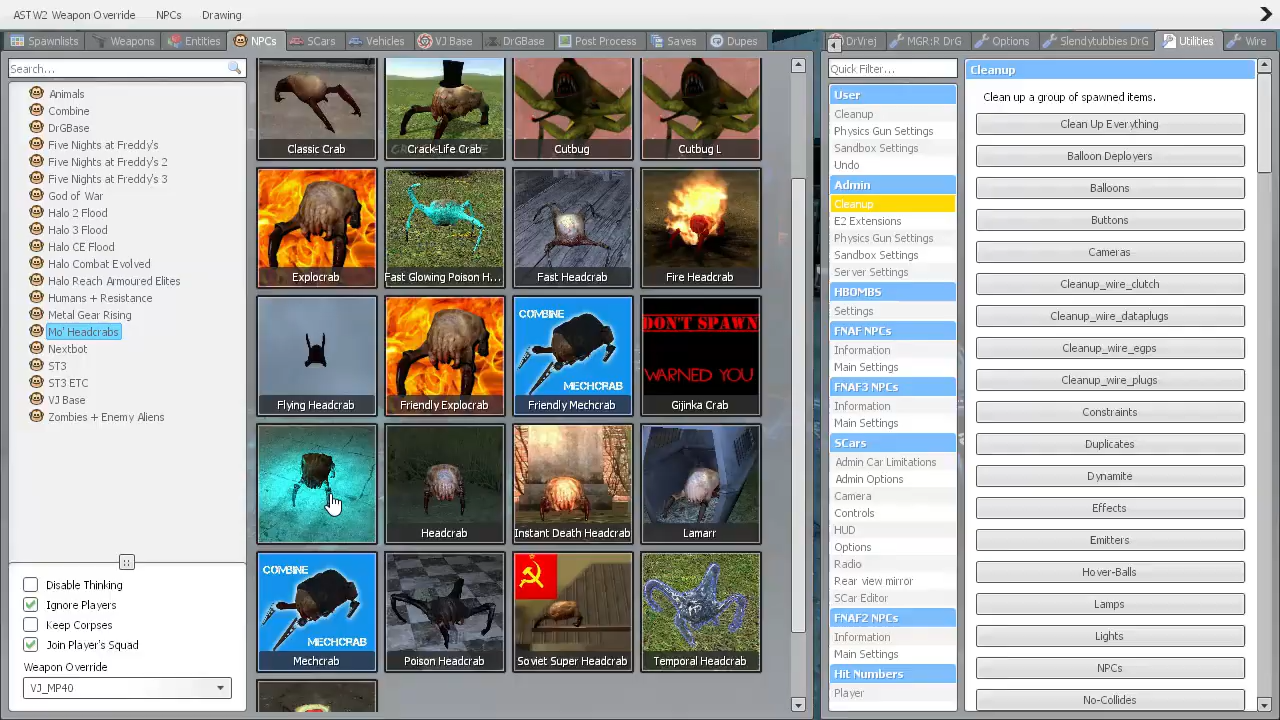 ASTW2 Weapon Override NPCs Drawing
Spawnlists Weapons Entities NPCs SCars Vehicles VJ Base DrGBase Post Process Saves Dupes
DrVrej MGR:R DrG Options Slendytubbies DrG Utilities Wire
Search...
Animals
Combine
DrGBase
Five Nights at Freddy's
Five Nights at Freddy's 2
Five Nights at Freddy's 3
God of War
Halo 2 Flood
Halo 3 Flood
Halo CE Flood
Halo Combat Evolved
Halo Reach Armoured Elites
Humans + Resistance
Metal Gear Rising
Mo' Headcrabs
Nextbot
ST3
ST3 ETC
VJ Base
Zombies + Enemy Aliens
Disable Thinking
Ignore Players
Keep Corpses
Join Player's Squad
Weapon Override
VJ_MP40
Classic Crab Crack-Life Crab Cutbug Cutbug L
Explocrab Fast Glowing Poison H... Fast Headcrab Fire Headcrab
COMBINE
MECHCRAB
DON'T SPAWN
WARNED YOU
Flying Headcrab Friendly Explocrab Friendly Mechcrab Gijinka Crab
Headcrab Instant Death Headcrab Lamarr
COMBINE
MECHCRAB
Mechcrab Poison Headcrab Soviet Super Headcrab Temporal Headcrab
Quick Filter...
User
Cleanup
Physics Gun Settings
Sandbox Settings
Undo
Admin
Cleanup
E2 Extensions
Physics Gun Settings
Sandbox Settings
Server Settings
HBOMBS
Settings
FNAF NPCs
Information
Main Settings
FNAF3 NPCs
Information
Main Settings
SCars
Admin Car Limitations
Admin Options
Camera
Controls
HUD
Options
Radio
Rear view mirror
SCar Editor
FNAF2 NPCs
Information
Main Settings
Hit Numbers
Player
Cleanup
Clean up a group of spawned items.
Clean Up Everything
Balloon Deployers
Balloons
Buttons
Cameras
Cleanup_wire_clutch
Cleanup_wire_dataplugs
Cleanup_wire_egps
Cleanup_wire_plugs
Constraints
Duplicates
Dynamite
Effects
Emitters
Hover-Balls
Lamps
Lights
NPCs
No-Collides